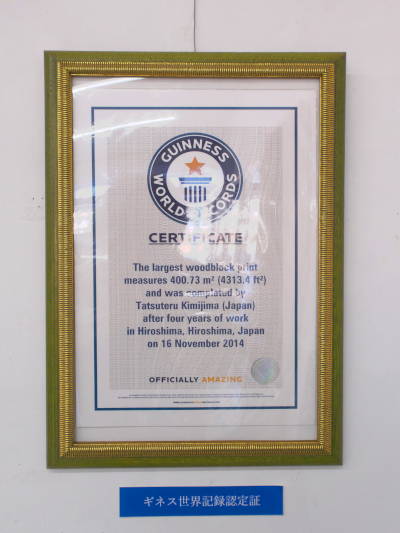 GUINNESS
WORLD RECORDS
CERTIFICATE
The largest woodblock print
measures 400.73 m² (4313.4 ft²)
and was completed by
Tatsuteru Kimijima (Japan)
after four years of work
in Hiroshima, Hiroshima, Japan
on 16 November 2014
OFFICIALLY AMAZING
ギネス世界記録認定証